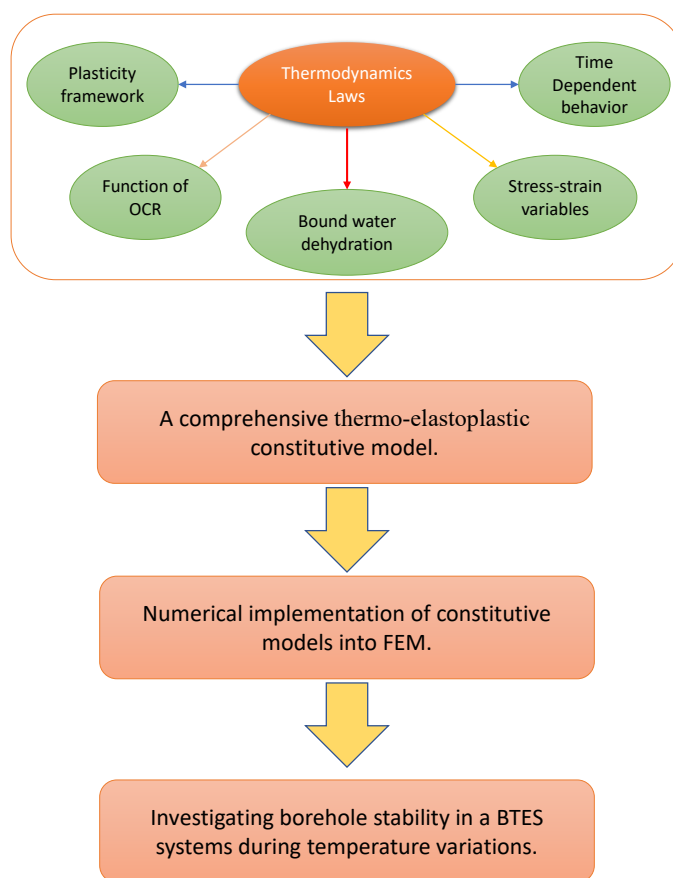 Plasticity
framework
Thermodynamics
Laws
Time
Dependent
behavior
Function of
OCR
Bound water
dehydration
Stress-strain
variables
A comprehensive thermo-elastoplastic
constitutive model.
Numerical implementation of constitutive
models into FEM.
Investigating borehole stability in a BTES
systems during temperature variations.